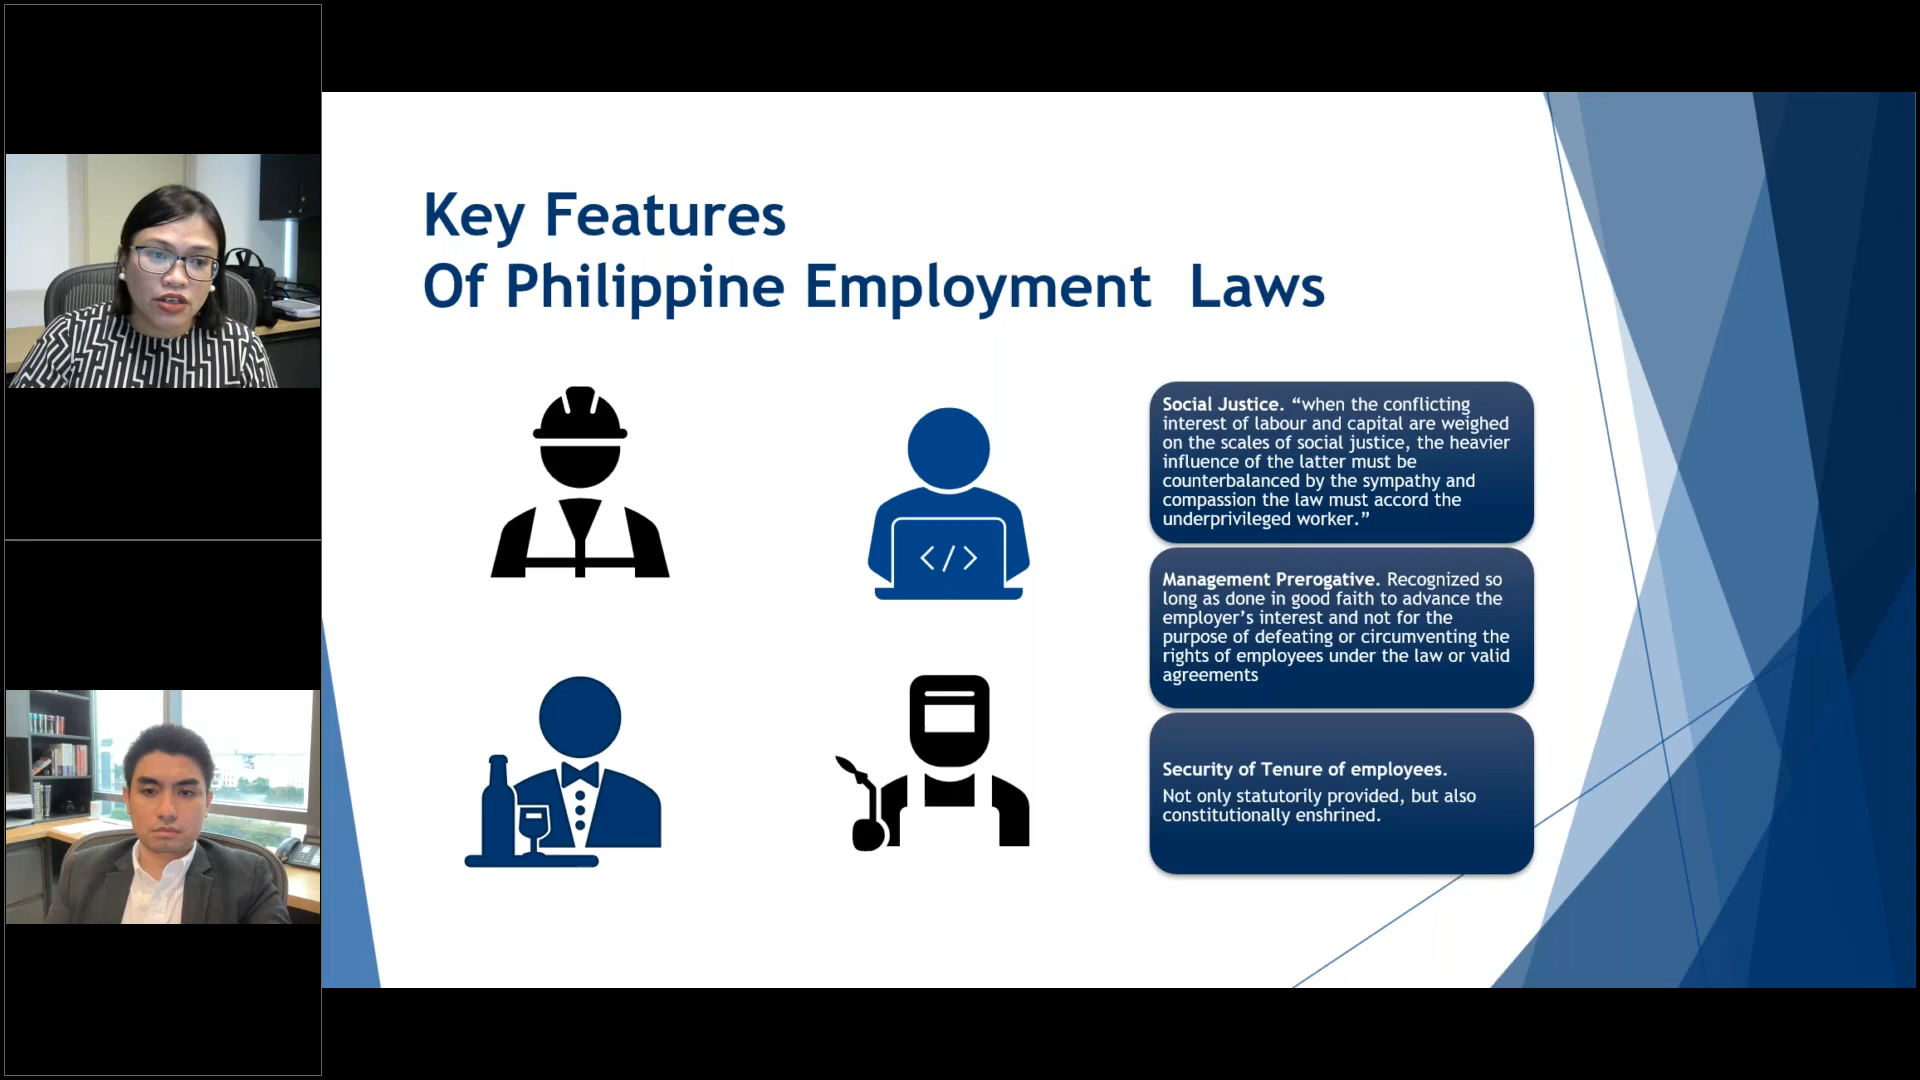 Key Features
Of Philippine Employment Laws
</>
Social Justice. “when the conflicting
interest of labour and capital are weighed
on the scales of social justice, the heavier
influence of the latter must be
counterbalanced by the sympathy and
compassion the law must accord the
underprivileged worker.”
Management Prerogative. Recognized so
long as done in good faith to advance the
employer’s interest and not for the
purpose of defeating or circumventing the
rights of employees under the law or valid
agreements
Security of Tenure of employees.
Not only statutorily provided, but also
constitutionally enshrined.